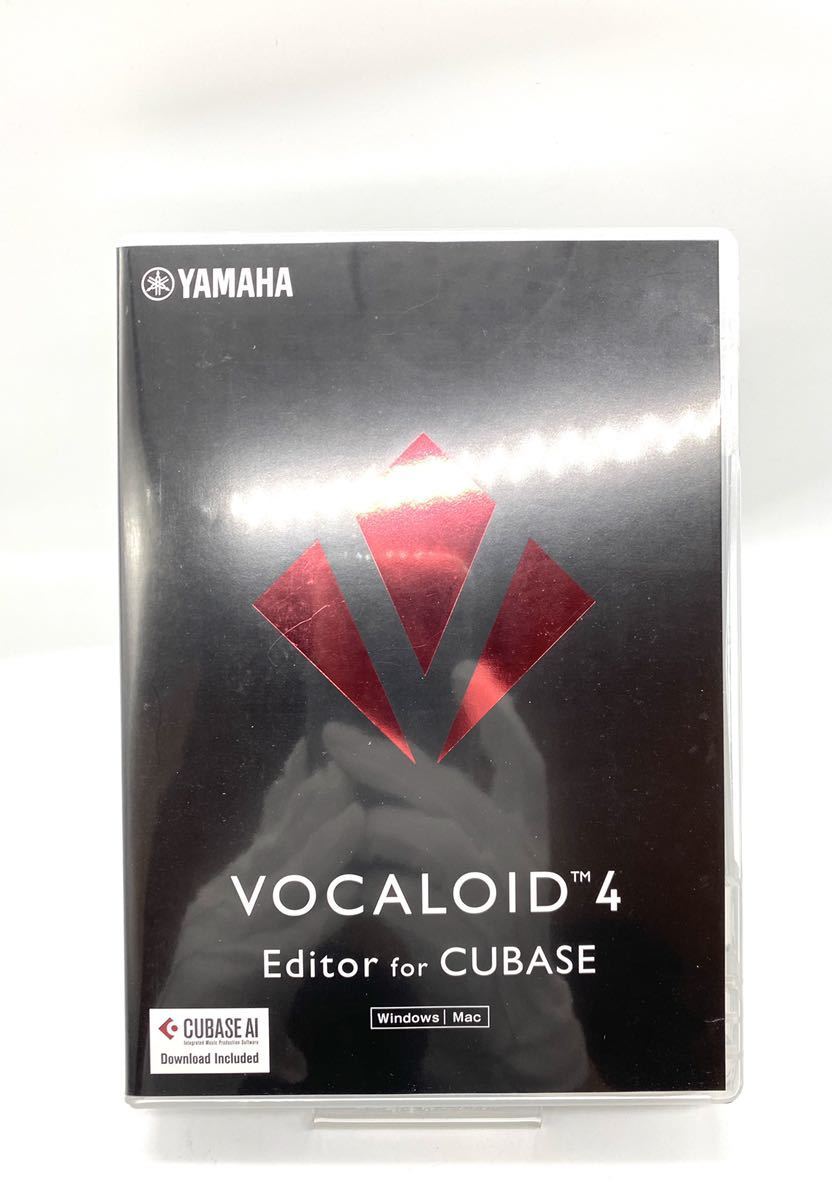 YAMAHA
VOCALOID™4
Editor for CUBASE
Windows | Mac
CUBASE AI
Integrated Music Production Software
Download Included